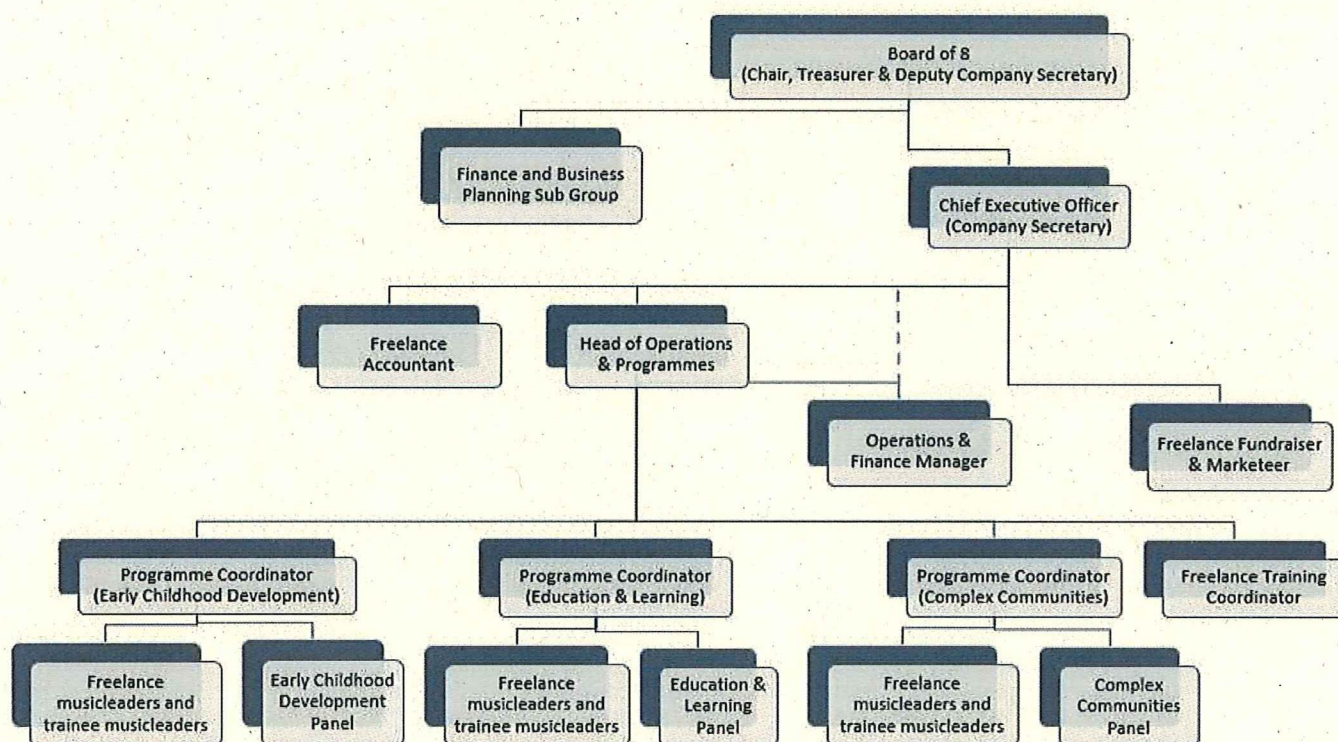 Board of 8
(Chair, Treasurer & Deputy Company Secretary)
Finance and Business
Planning Sub Group
Chief Executive Officer
(Company Secretary)
Freelance
Accountant
Head of Operations
& Programmes
Operations &
Finance Manager
Freelance Fundraiser
& Marketeer
Programme Coordinator
(Early Childhood Development)
Programme Coordinator
(Education & Learning)
Programme Coordinator
(Complex Communities)
Freelance Training
Coordinator
Freelance
musicleaders and
trainee musicleaders
Early Childhood
Development
Panel
Freelance
musicleaders and
trainee musicleaders
Education &
Learning
Panel
Freelance
musicleaders and
trainee musicleaders
Complex
Communities
Panel